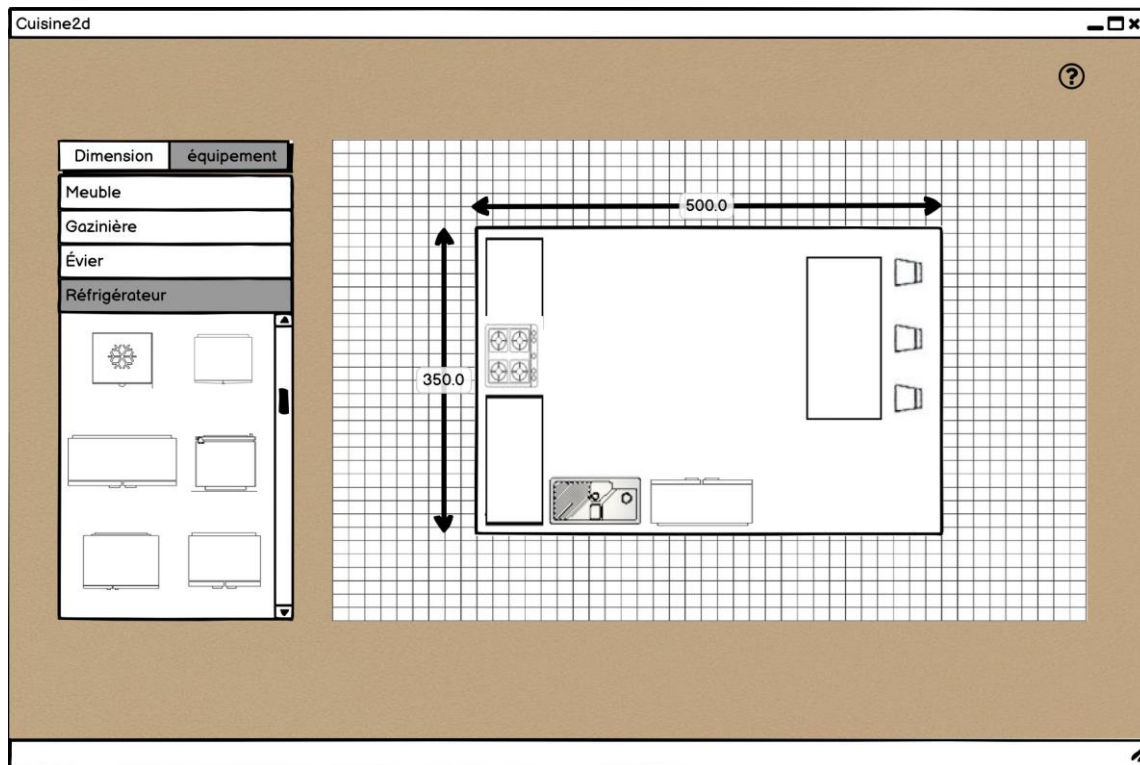 Cuisine2d
?
Dimension équipement
Meuble
Gazinière
Évier
Réfrigérateur
500.0
350.0